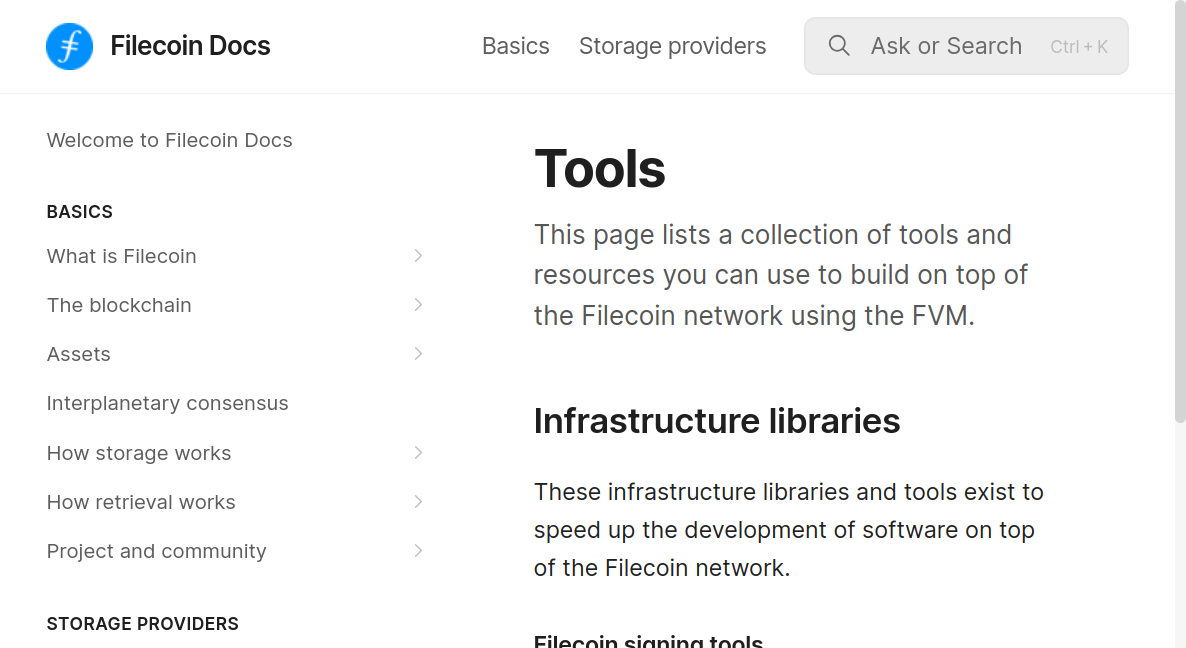 Filecoin Docs
Basics
Storage providers
Ask or Search
Ctrl + K
Welcome to Filecoin Docs
BASICS
What is Filecoin
The blockchain
Assets
Interplanetary consensus
How storage works
How retrieval works
Project and community
STORAGE PROVIDERS
Tools
This page lists a collection of tools and
resources you can use to build on top of
the Filecoin network using the FVM.
Infrastructure libraries
These infrastructure libraries and tools exist to
speed up the development of software on top
of the Filecoin network.
Filecoin signing tools